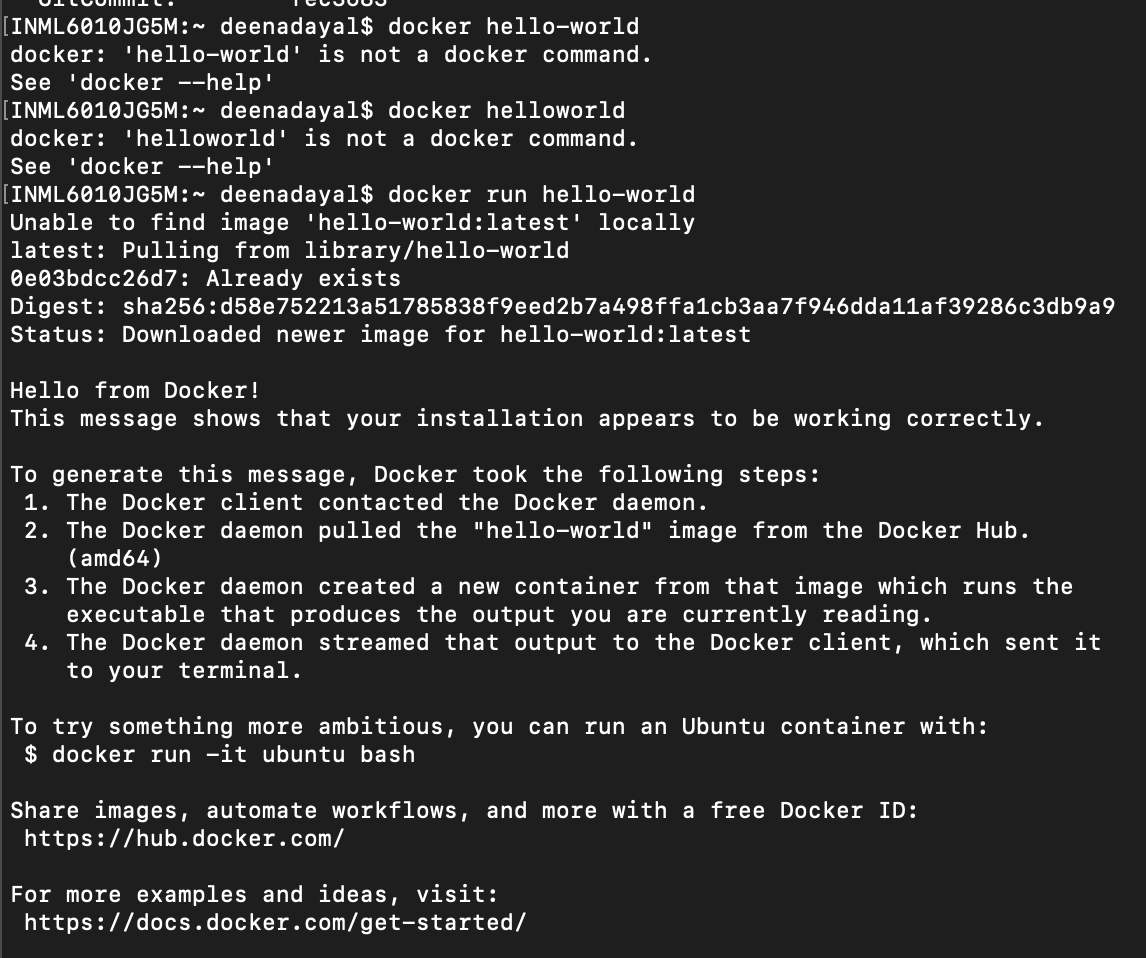 GitCommit: fec3683
[INML6010JG5M:~ deenadayal$ docker hello-world
docker: 'hello-world' is not a docker command.
See 'docker --help'
[INML6010JG5M:~ deenadayal$ docker helloworld
docker: 'helloworld' is not a docker command.
See 'docker --help'
[INML6010JG5M:~ deenadayal$ docker run hello-world
Unable to find image 'hello-world:latest' locally
latest: Pulling from library/hello-world
0e03bdcc26d7: Already exists
Digest: sha256:d58e752213a51785838f9eed2b7a498ffa1cb3aa7f946dda11af39286c3db9a9
Status: Downloaded newer image for hello-world:latest
Hello from Docker!
This message shows that your installation appears to be working correctly.
To generate this message, Docker took the following steps:
1. The Docker client contacted the Docker daemon.
2. The Docker daemon pulled the "hello-world" image from the Docker Hub.
(amd64)
3. The Docker daemon created a new container from that image which runs the
executable that produces the output you are currently reading.
4. The Docker daemon streamed that output to the Docker client, which sent it
to your terminal.
To try something more ambitious, you can run an Ubuntu container with:
$ docker run -it ubuntu bash
Share images, automate workflows, and more with a free Docker ID:
https://hub.docker.com/
For more examples and ideas, visit:
https://docs.docker.com/get-started/